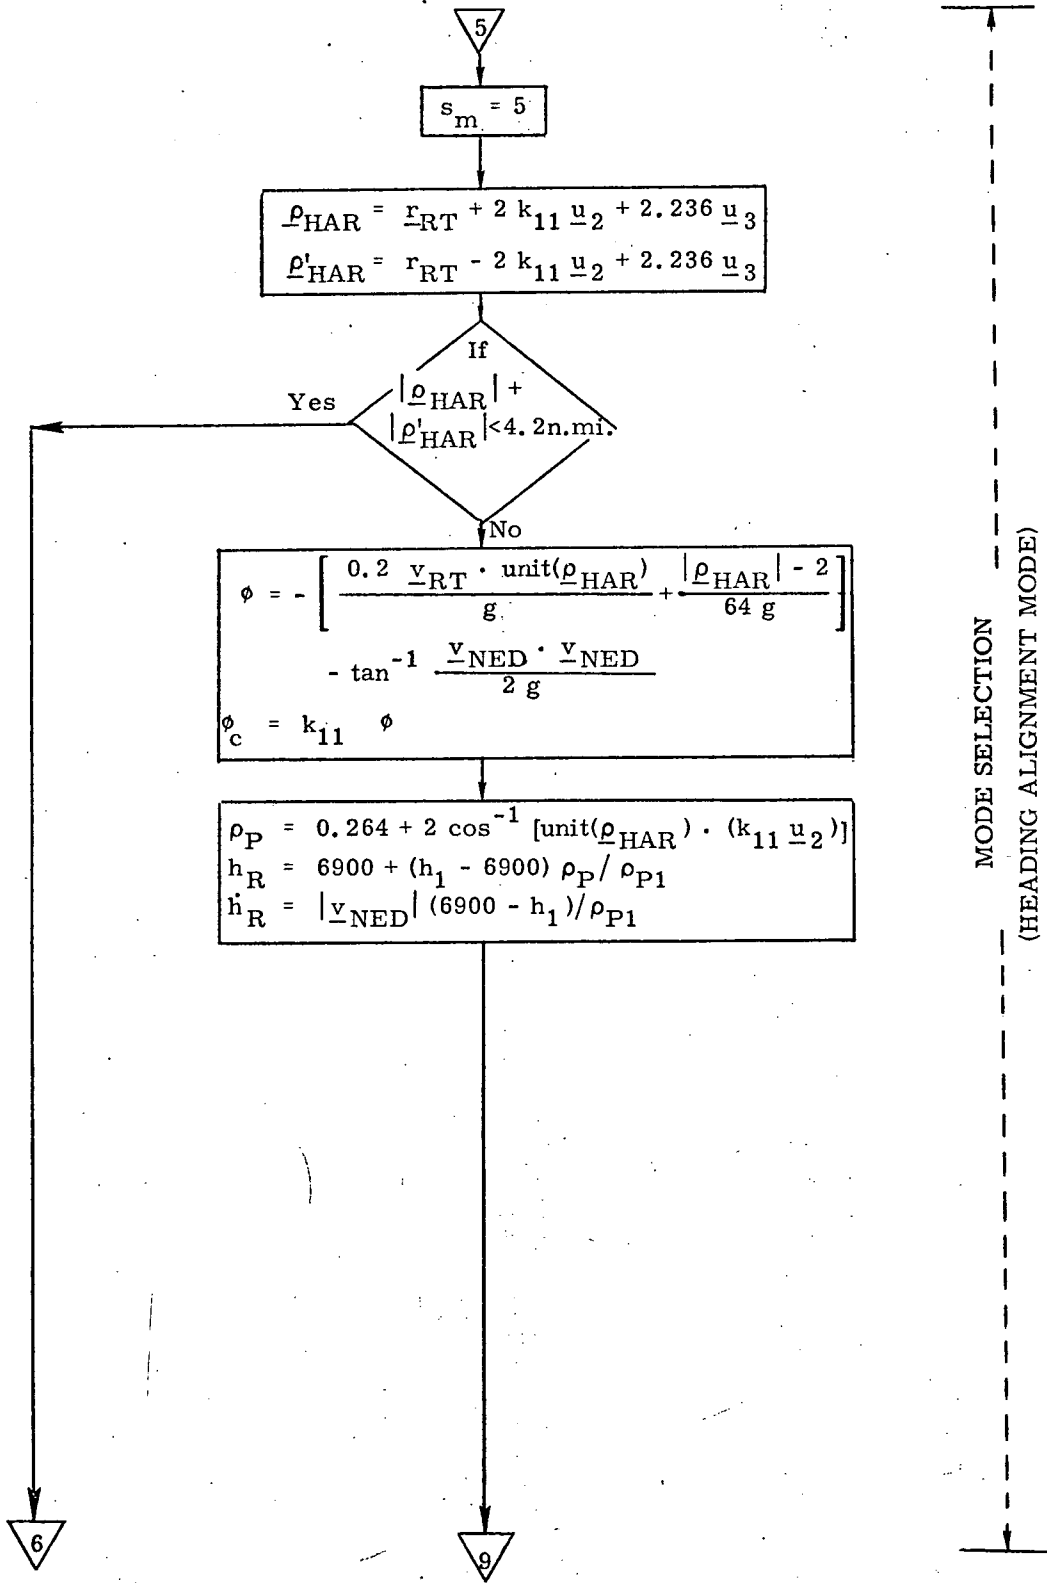 5
s_m = 5
ρ_HAR = r_RT + 2 k_11 u_2 + 2.236 u_3
ρ'_HAR = r_RT - 2 k_11 u_2 + 2.236 u_3
If
|ρ_HAR| +
|ρ'_HAR| <4.2n.mi.
Yes
No
ø = - [ 0.2 v_RT · unit(ρ_HAR) / g + |ρ_HAR| - 2 / 64 g ]
- tan^-1 v_NED · v_NED / 2 g
ø_c = k_11 ø
ρ_P = 0.264 + 2 cos^-1 [unit(ρ_HAR) · (k_11 u_2)]
h_R = 6900 + (h_1 - 6900) ρ_P / ρ_P1
ḣ_R = |v_NED| (6900 - h_1)/ρ_P1
6
9
MODE SELECTION
(HEADING ALIGNMENT MODE)